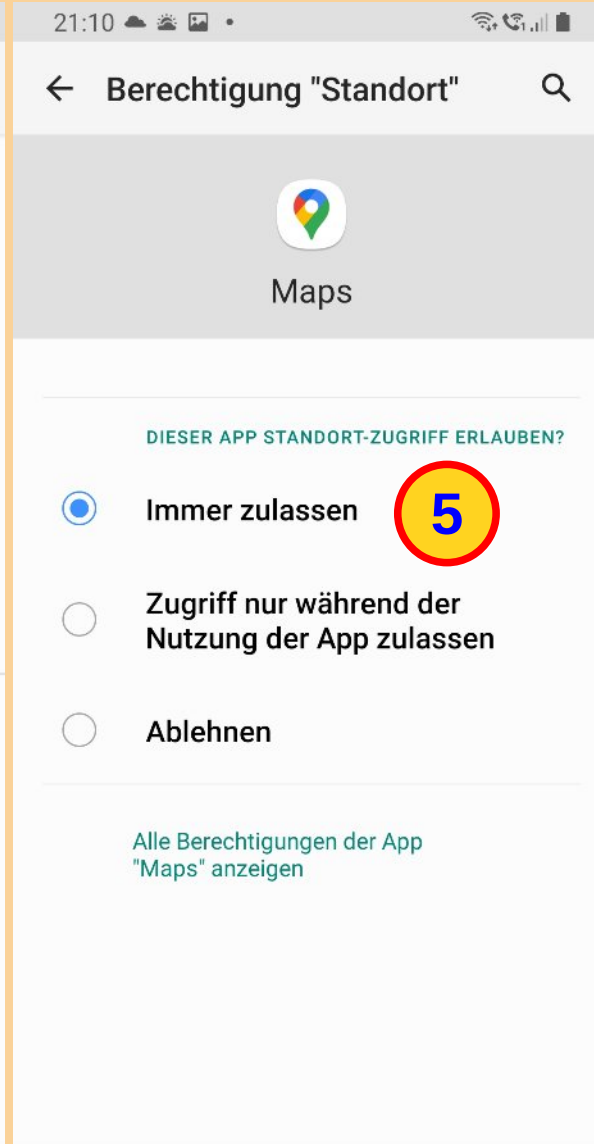 21:10
Berechtigung "Standort"
Maps
DIESER APP STANDORT-ZUGRIFF ERLAUBEN?
Immer zulassen
5
Zugriff nur während der
Nutzung der App zulassen
Ablehnen
Alle Berechtigungen der App
"Maps" anzeigen